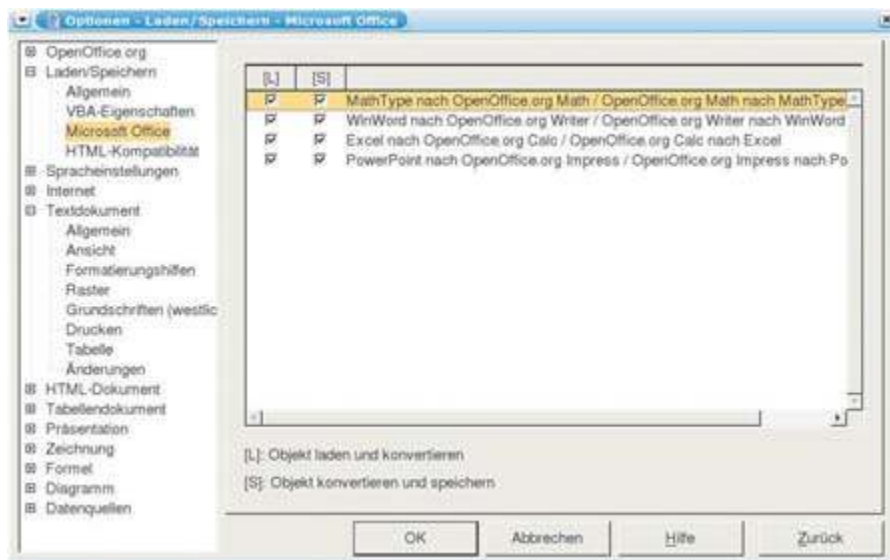 Optionen - Laden/Speichern - Microsoft Office
OpenOffice.org
Laden/Speichern
Allgemein
VBA-Eigenschaften
Microsoft Office
HTML-Kompatibilität
Spracheinstellungen
Internet
Textdokument
Allgemein
Ansicht
Formatierungshilfen
Raster
Grundschriften (westlic
Drucken
Tabelle
Änderungen
HTML-Dokument
Tabellendokument
Präsentation
Zeichnung
Formel
Diagramm
Datenquellen
[L] [S]
MathType nach OpenOffice.org Math / OpenOffice.org Math nach MathType
WinWord nach OpenOffice.org Writer / OpenOffice.org Writer nach WinWord
Excel nach OpenOffice.org Calc / OpenOffice.org Calc nach Excel
PowerPoint nach OpenOffice.org Impress / OpenOffice.org Impress nach Po
[L]: Objekt laden und konvertieren
[S]: Objekt konvertieren und speichern
OK Abbrechen Hilfe Zurück